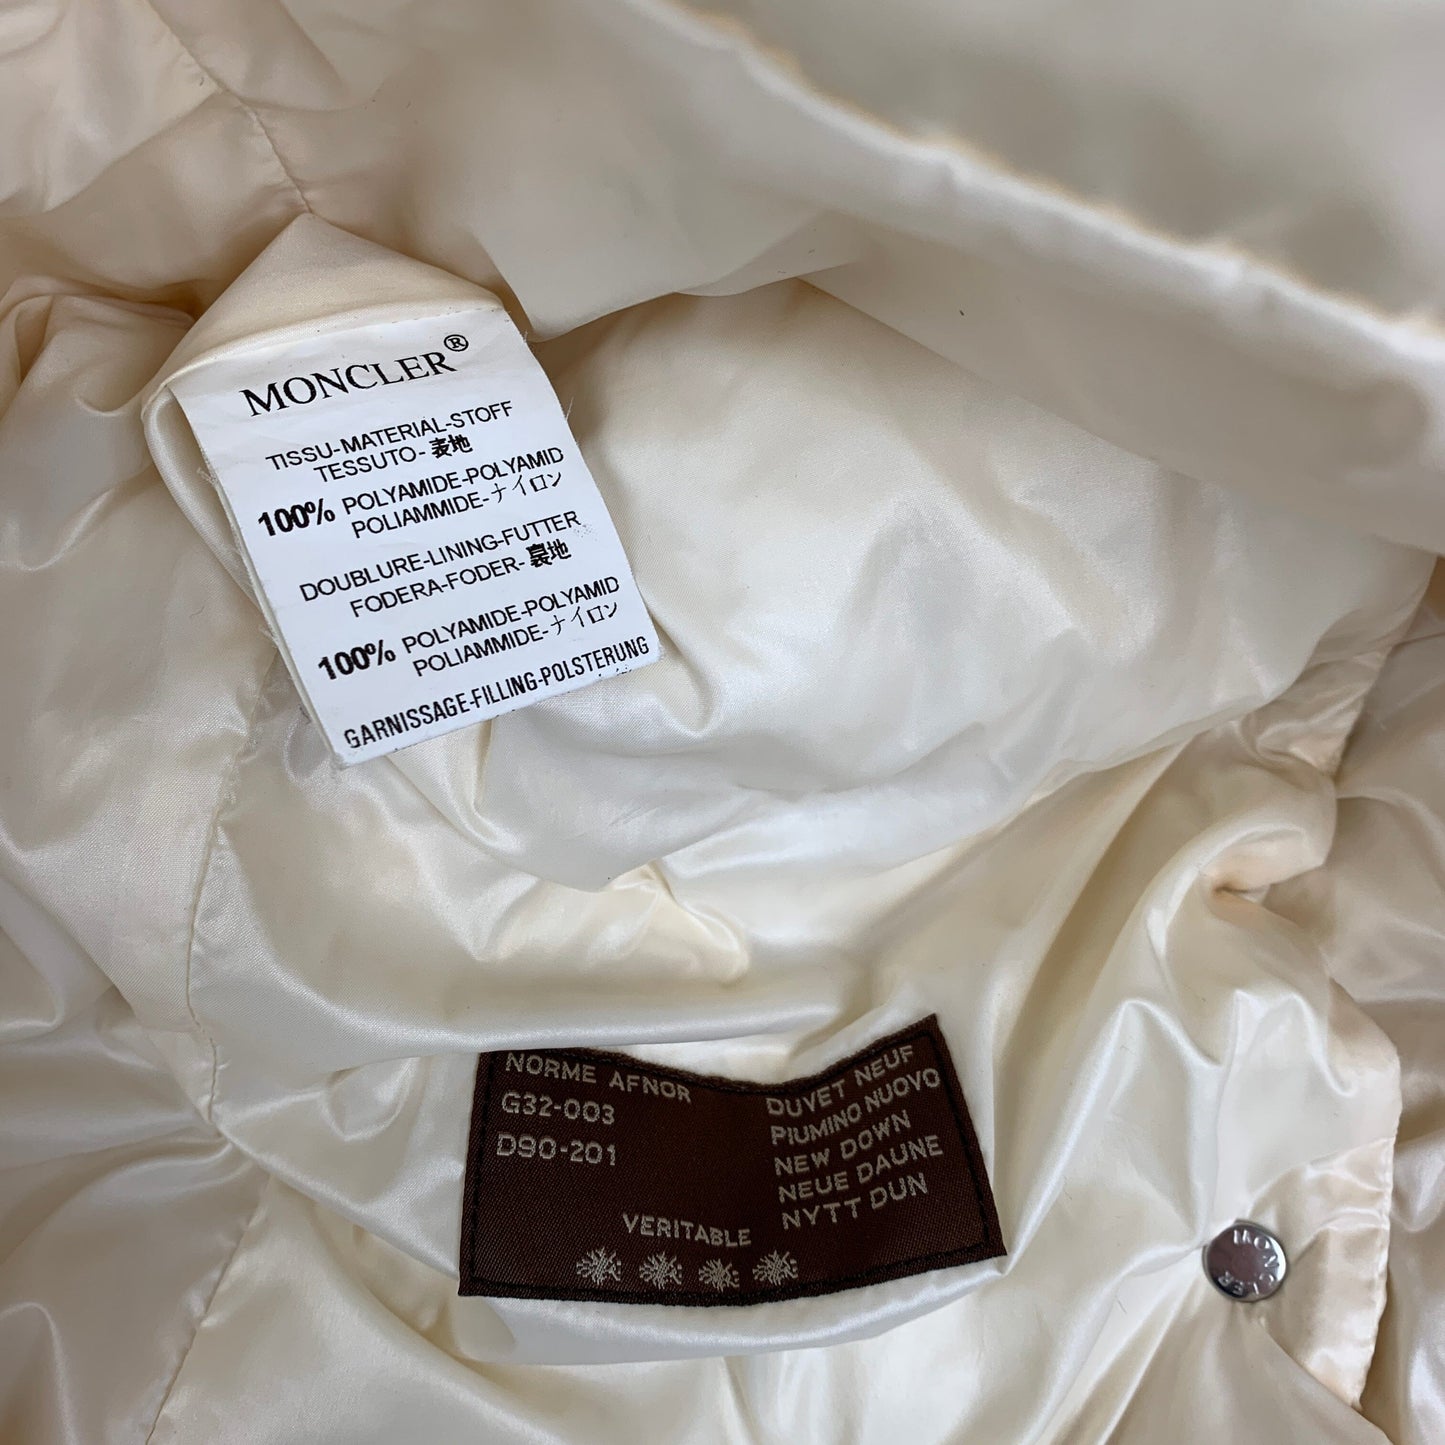 MONCLER®
TISSU-MATERIAL-STOFF
TESSUTO-表地
100% POLYAMIDE-POLYAMID
POLIAMMIDE-ナイロン
DOUBLURE-LINING-FUTTER
FODERA-FODER-裏地
100% POLYAMIDE-POLYAMID
POLIAMMIDE-ナイロン
GARNISSAGE-FILLING-POLSTERUNG
NORME AFNOR
G32-003
D90-201
DUVET NEUF
PIUMINO NUOVO
NEW DOWN
NEUE DAUNE
NYTT DUN
VERITABLE
MONCLER